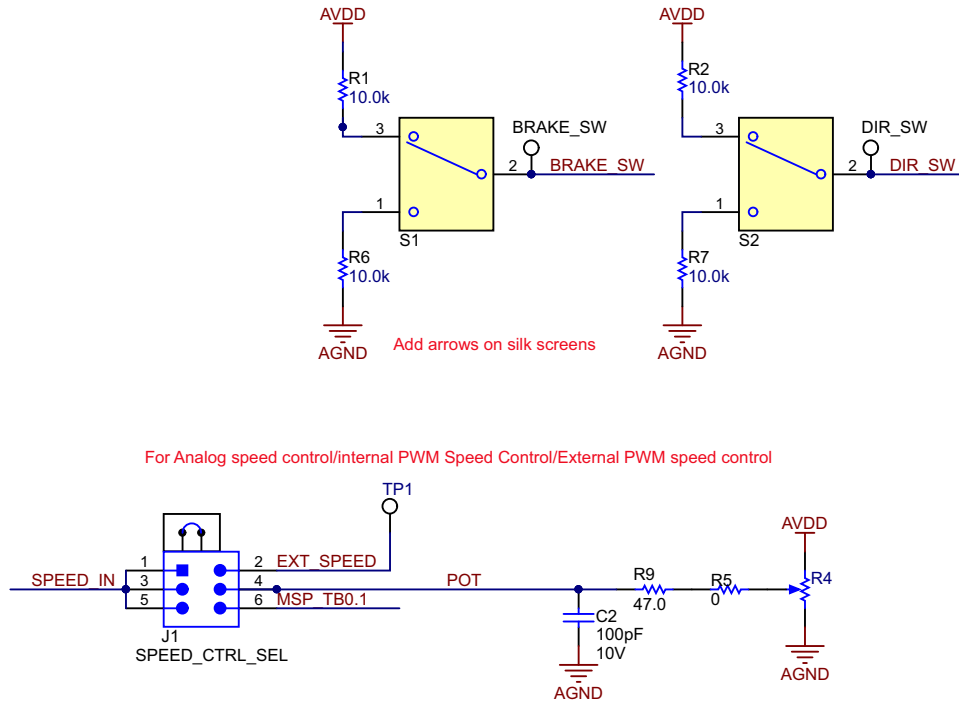 AVDD
AVDD
R1
10.0k
R2
10.0k
3
BRAKE_SW
2
BRAKE_SW
1
S1
3
DIR_SW
2
DIR_SW
1
S2
R6
10.0k
R7
10.0k
AGND
Add arrows on silk screens
AGND
For Analog speed control/internal PWM Speed Control/External PWM speed control
TP1
SPEED_IN
1
3
5
2
4
6
EXT_SPEED
POT
MSP_TB0.1
J1
SPEED_CTRL_SEL
C2
100pF
10V
AGND
R9
47.0
R5
0
AVDD
R4
AGND